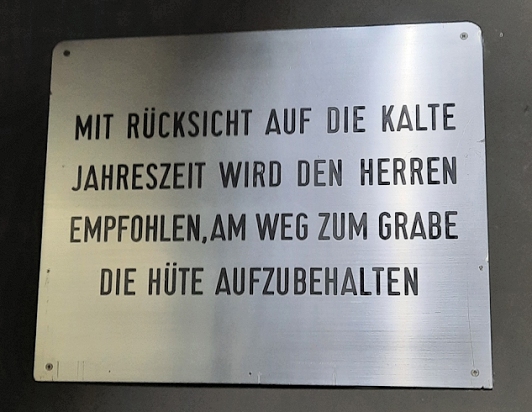 MIT RÜCKSICHT AUF DIE KALTE
JAHRESZEIT WIRD DEN HERREN
EMPFOHLEN, AM WEG ZUM GRABE
DIE HÜTE AUFZUBEHALTEN